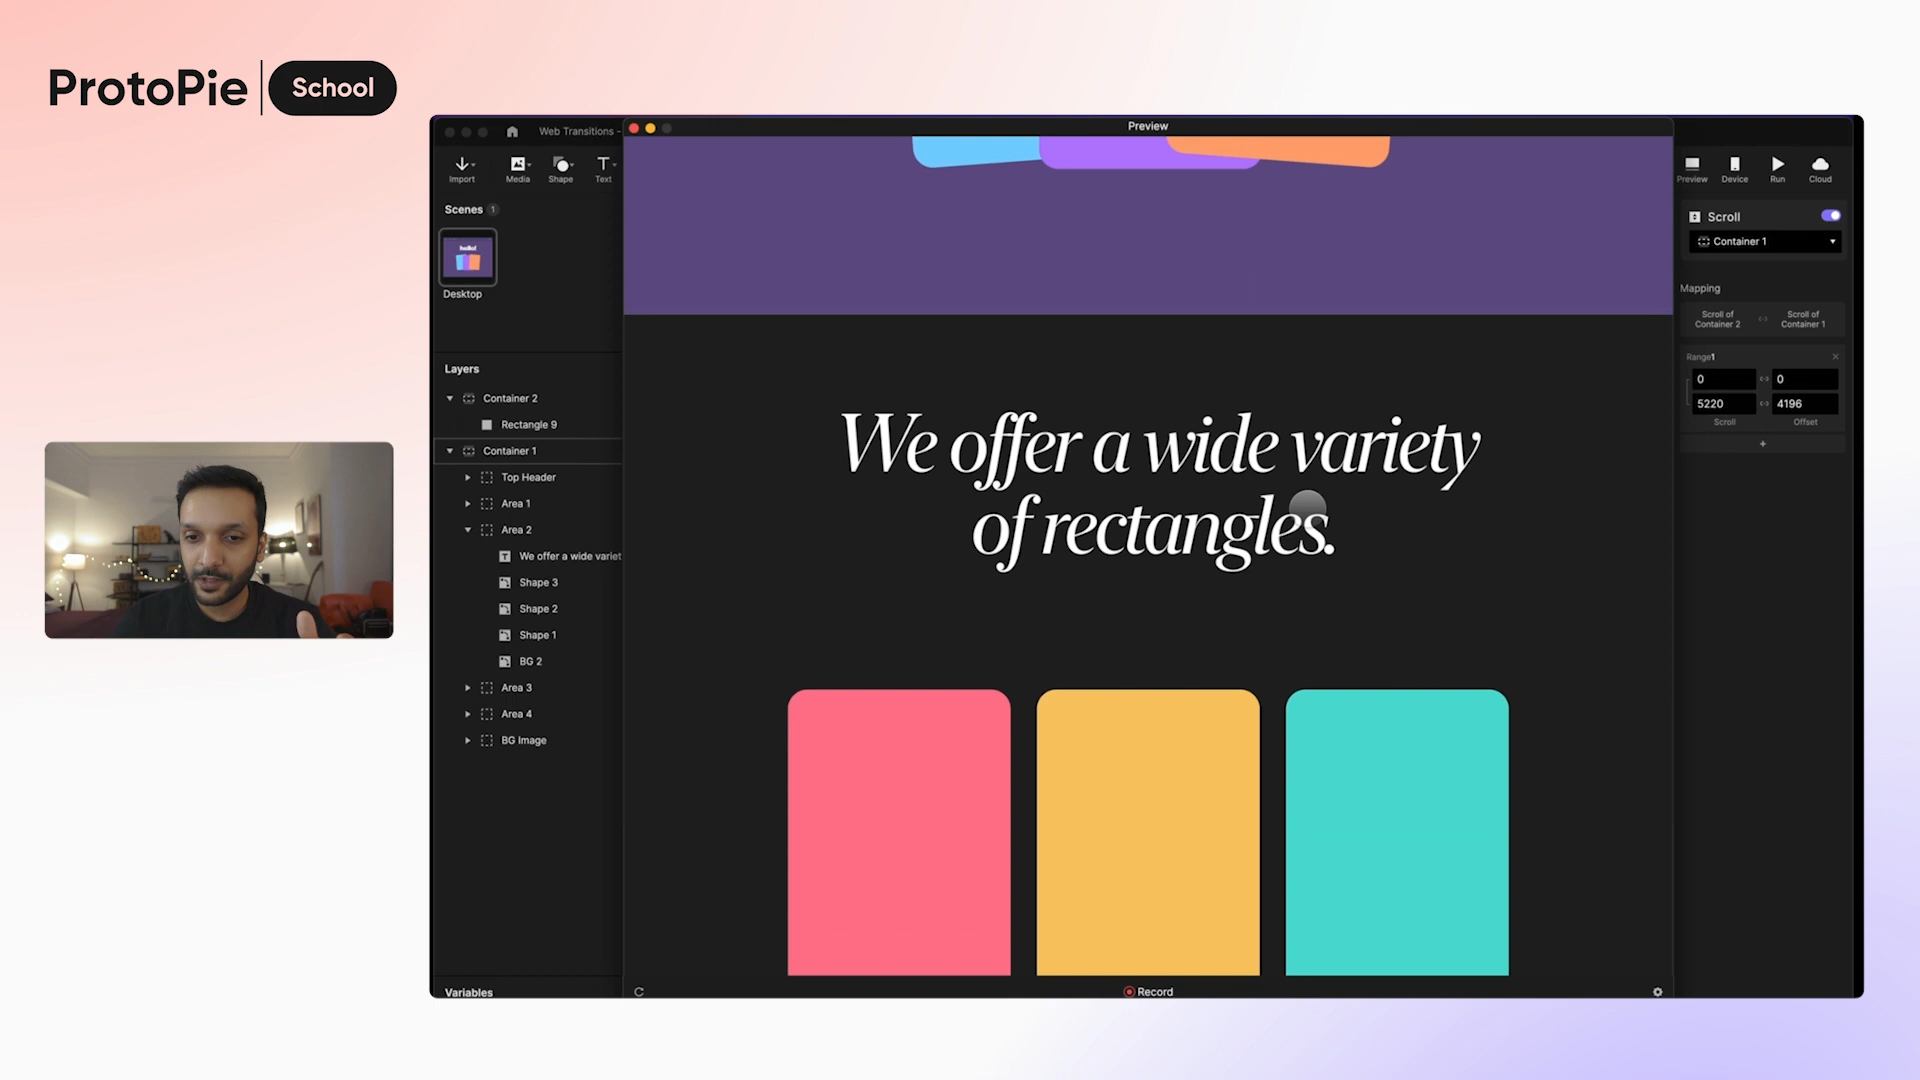 ProtoPie School
Web Transitions -
Preview
Import
Media
Shape
Text
Preview
Device
Run
Cloud
Scenes 1
hello!
Desktop
Layers
Container 2
Rectangle 9
Container 1
Top Header
Area 1
Area 2
We offer a wide variet
Shape 3
Shape 2
Shape 1
BG 2
Area 3
Area 4
BG Image
Variables
We offer a wide variety
of rectangles.
Record
Scroll
Container 1
Mapping
Scroll of
Container 2
Scroll of
Container 1
Range1
0
0
5220
4196
Scroll
Offset